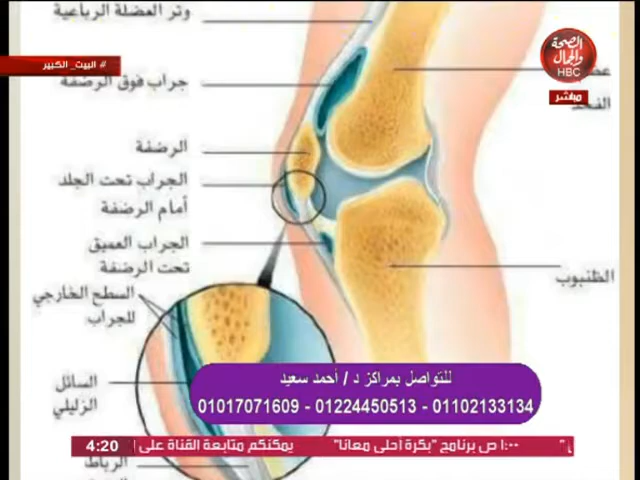 وتر العضلة الرباعية
الصحة
والجمال
HBC
# البيت_الكبير
مباشر
جراب فوق الرضفة
الرضفة
الجراب تحت الجلد
أمام الرضفة
الجراب العميق
تحت الرضفة
الظنبوب
السطح الخارجي
للجراب
السائل
الزليلي
للتواصل بمراكز د / أحمد سعيد
01017071609 - 01224450513 - 01102133134
١:٠٠ ص برنامج "بكرة أحلى معانا" يمكنكم متابعة القناة على
4:20
الرباط